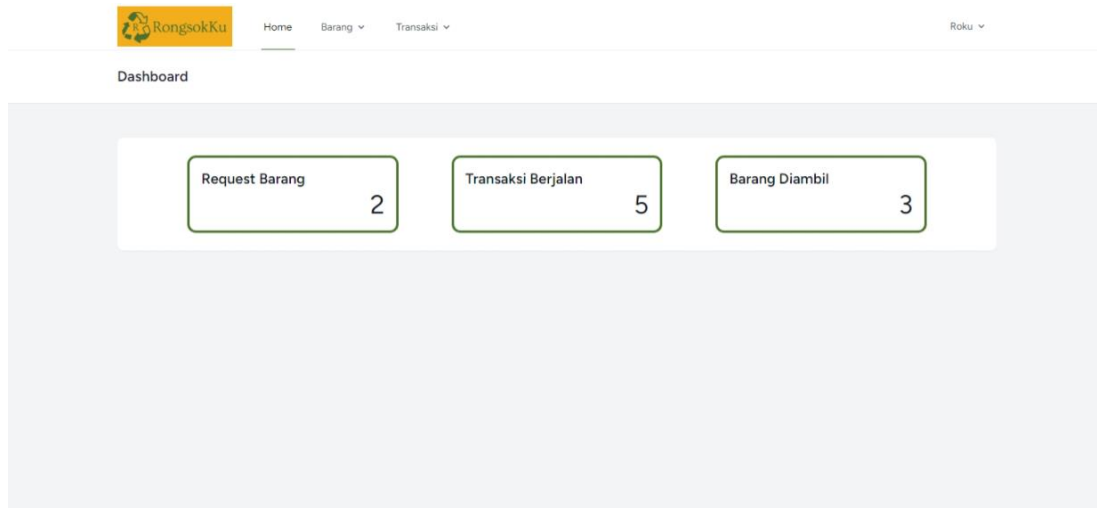 RongsokKu Home Barang Transaksi Roku
Dashboard
Request Barang Transaksi Berjalan Barang Diambil
2 5 3